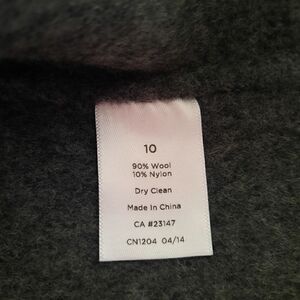 10
90% Wool
10% Nylon
Dry Clean
Made In China
CA #23147
CN1204 04/14